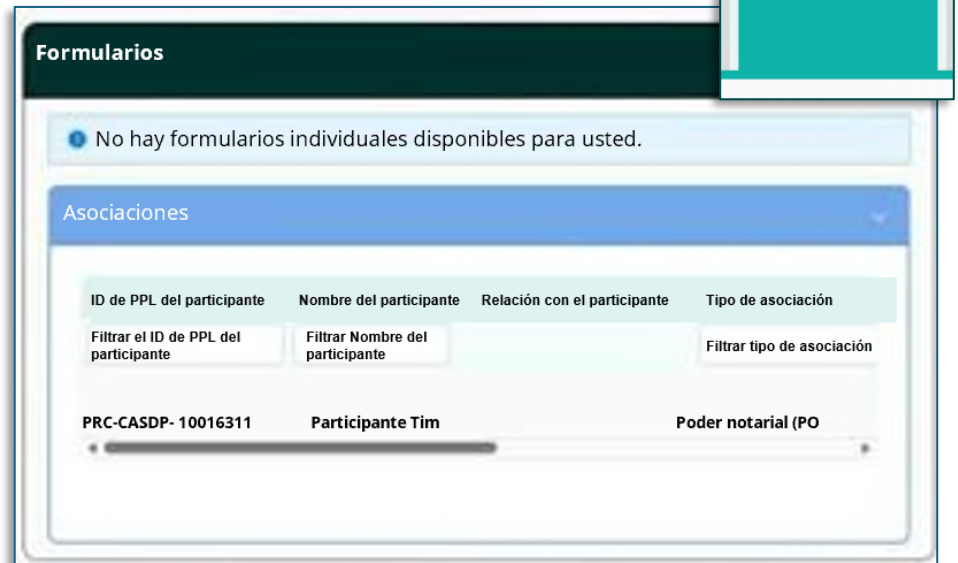 Formularios
No hay formularios individuales disponibles para usted.
Asociaciones
ID de PPL del participante Nombre del participante Relación con el participante Tipo de asociación
Filtrar el ID de PPL del participante Filtrar Nombre del participante Filtrar tipo de asociación
PRC-CASDP- 10016311 Participante Tim Poder notarial (PO